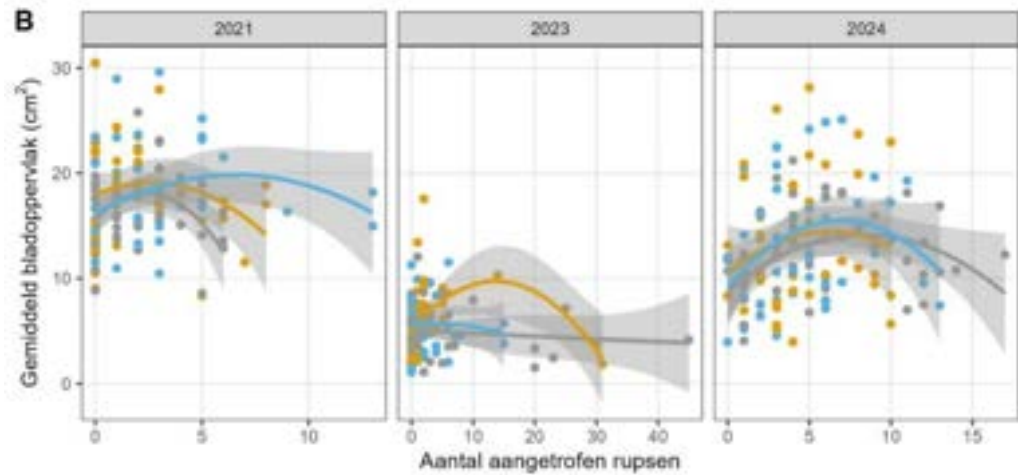 B
2021 2023 2024
Gemiddeld bladoppervlak (cm²)
30
20
10
0
0 5 10 0 10 20 30 40 0 5 10 15
Aantal aangetrofen rupsen